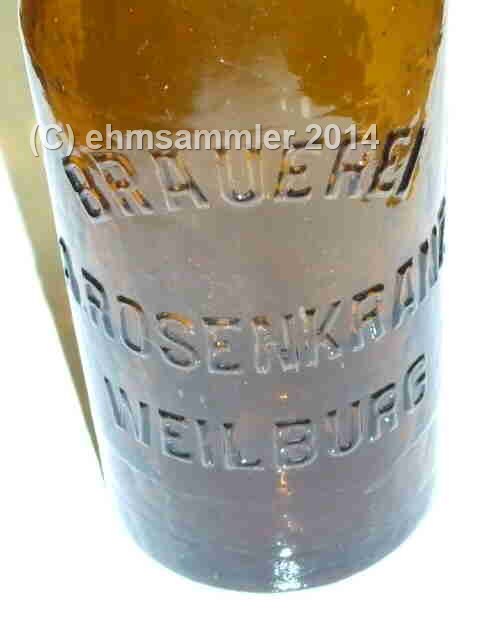 (C) ehmsammler 2014
BRAUEREI
ROSENKRAN
WEILBURG